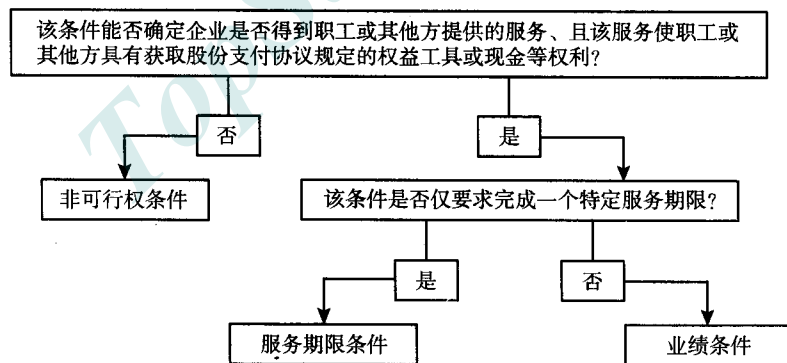 该条件能否确定企业是否得到职工或其他方提供的服务、且该服务使职工或
其他方具有获取股份支付协议规定的权益工具或现金等权利?
否
是
非可行权条件
该条件是否仅要求完成一个特定服务期限?
是
否
服务期限条件
业绩条件